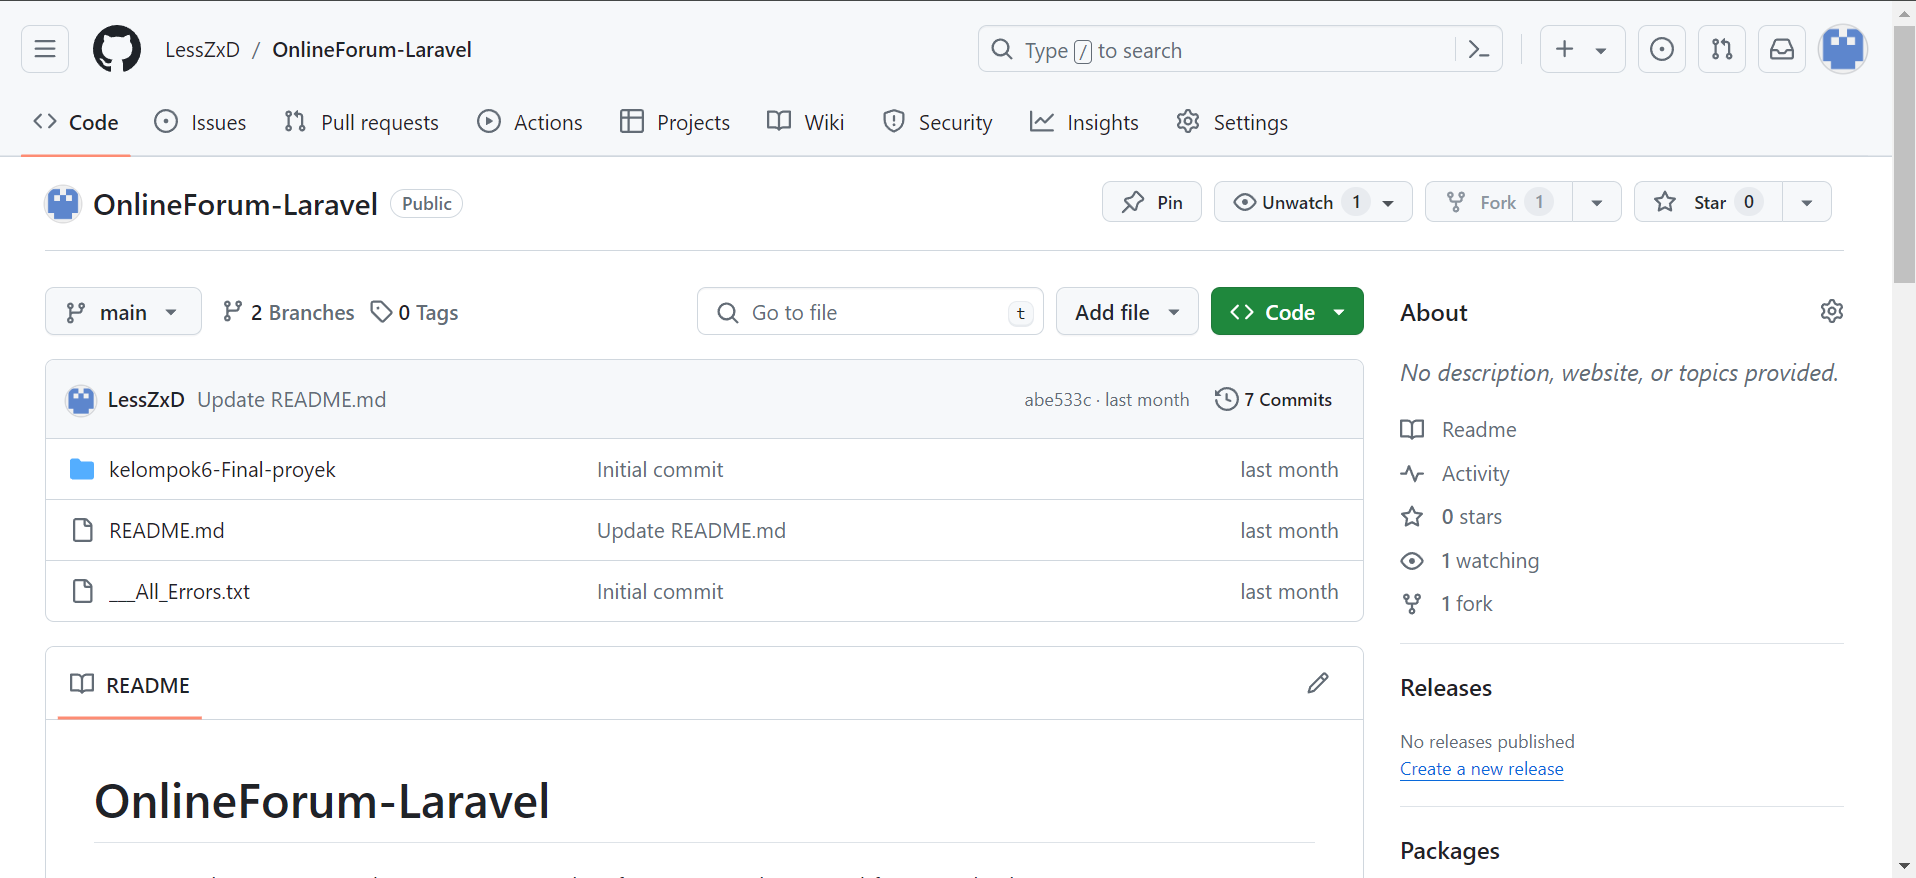 LessZxD / OnlineForum-Laravel
Type / to search
Code Issues Pull requests Actions Projects Wiki Security Insights Settings
OnlineForum-Laravel Public
Pin Unwatch 1 Fork 1 Star 0
main 2 Branches 0 Tags
Go to file t Add file Code
LessZxD Update README.md abe533c · last month 7 Commits
kelompok6-Final-proyek Initial commit last month
README.md Update README.md last month
___All_Errors.txt Initial commit last month
README
OnlineForum-Laravel
About
No description, website, or topics provided.
Readme
Activity
0 stars
1 watching
1 fork
Releases
No releases published
Create a new release
Packages